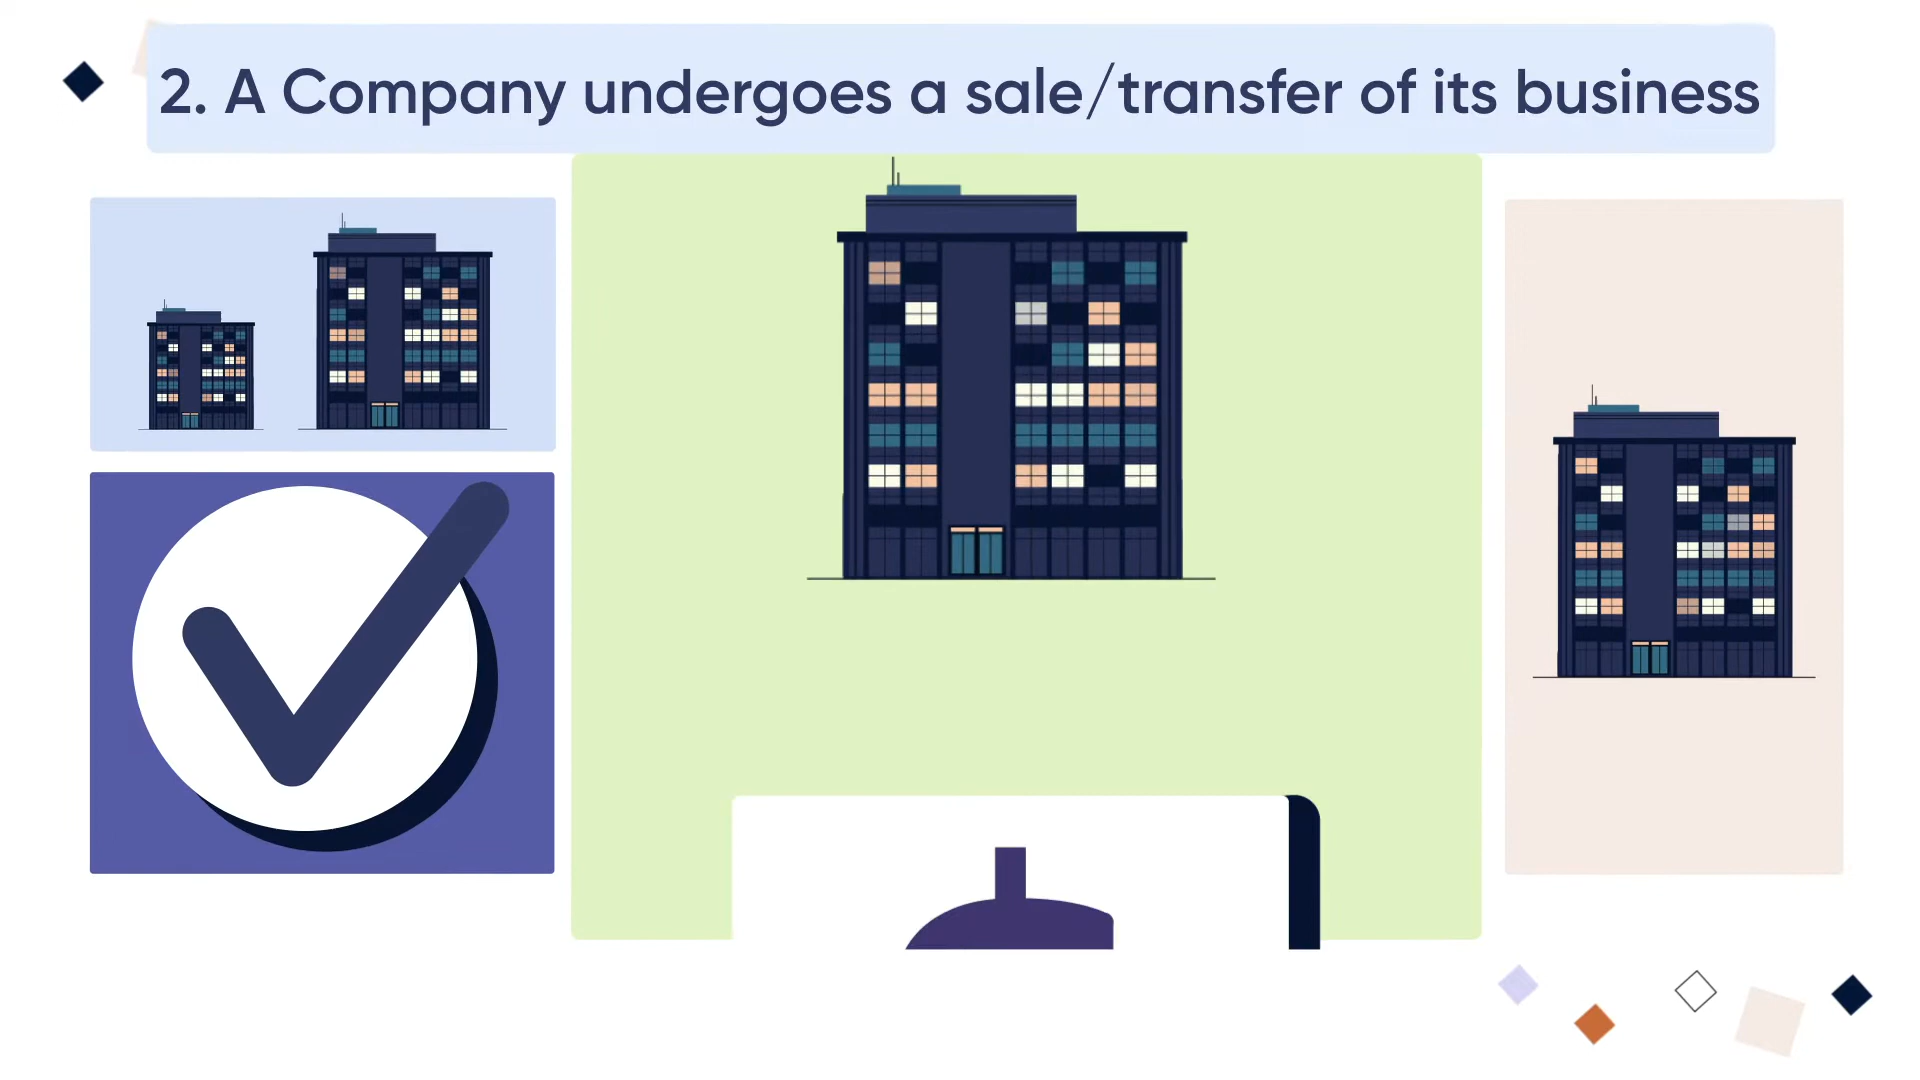 2. A Company undergoes a sale/transfer of its business